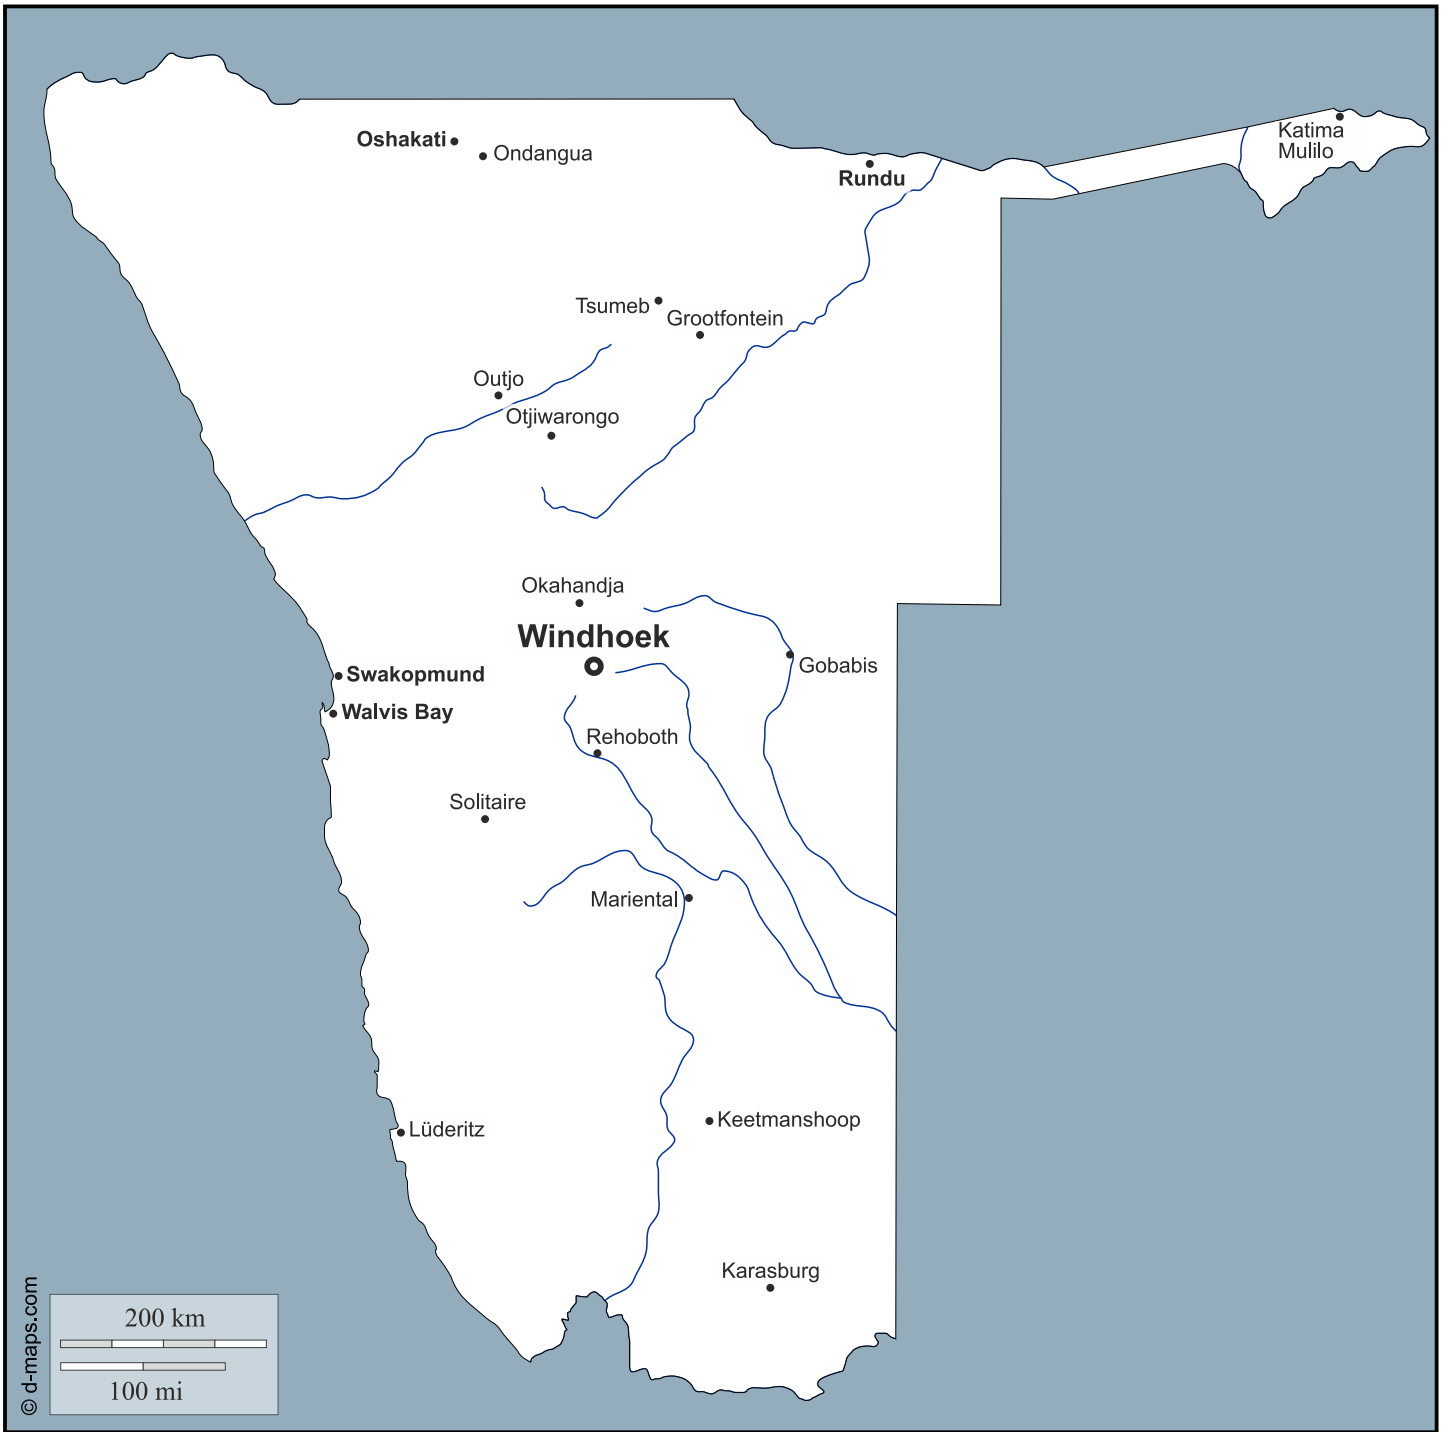 Oshakati
Ondangua
Katima
Mulilo
Rundu
Tsumeb
Grootfontein
Outjo
Otjiwarongo
Okahandja
Windhoek
Gobabis
Swakopmund
Walvis Bay
Rehoboth
Solitaire
Mariental
Keetmanshoop
Lüderitz
Karasburg
200 km
100 mi
© d-maps.com